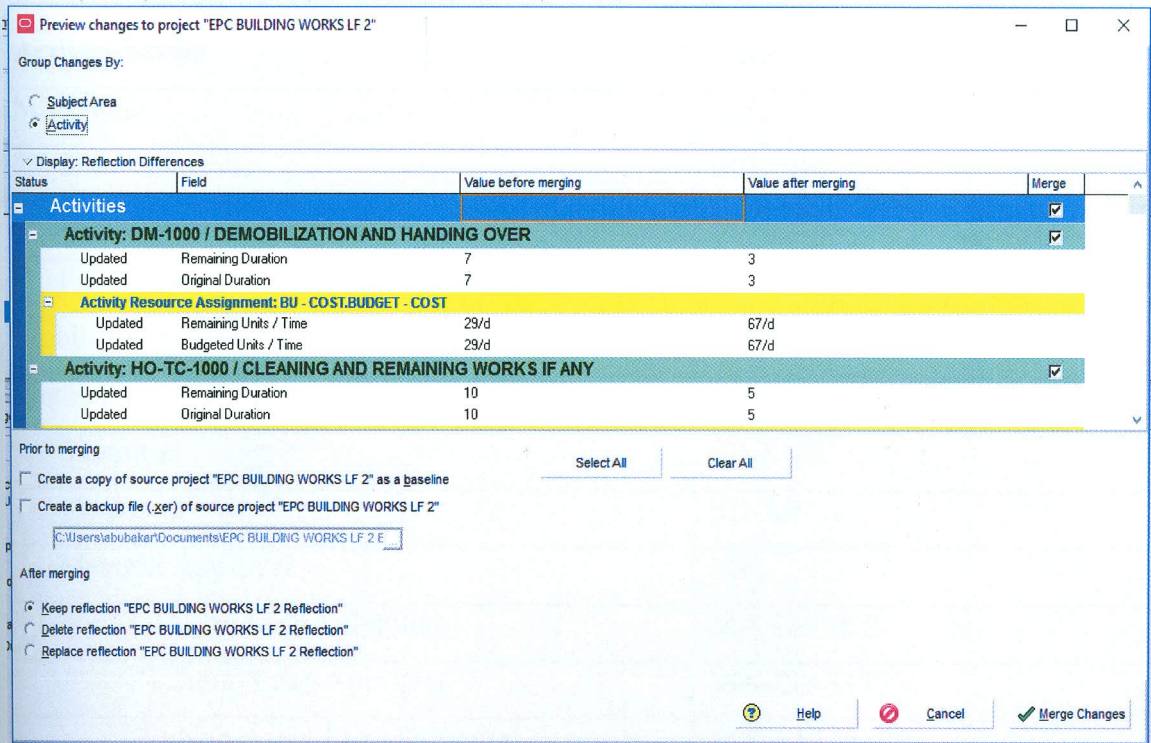 Preview changes to project "EPC BUILDING WORKS LF 2"
Group Changes By:
Subject Area
Activity
Display: Reflection Differences
Status Field Value before merging Value after merging Merge
Activities
Activity: DM-1000 / DEMOBILIZATION AND HANDING OVER
Updated Remaining Duration 7 3
Updated Original Duration 7 3
Activity Resource Assignment: BU - COST.BUDGET - COST
Updated Remaining Units / Time 29/d 67/d
Updated Budgeted Units / Time 29/d 67/d
Activity: HO-TC-1000 / CLEANING AND REMAINING WORKS IF ANY
Updated Remaining Duration 10 5
Updated Original Duration 10 5
Prior to merging
Select All Clear All
Create a copy of source project "EPC BUILDING WORKS LF 2" as a baseline
Create a backup file (.xer) of source project "EPC BUILDING WORKS LF 2"
C:\Users\abubakar\Documents\EPC BUILDING WORKS LF 2 E ...
After merging
Keep reflection "EPC BUILDING WORKS LF 2 Reflection"
Delete reflection "EPC BUILDING WORKS LF 2 Reflection"
Replace reflection "EPC BUILDING WORKS LF 2 Reflection"
Help Cancel Merge Changes